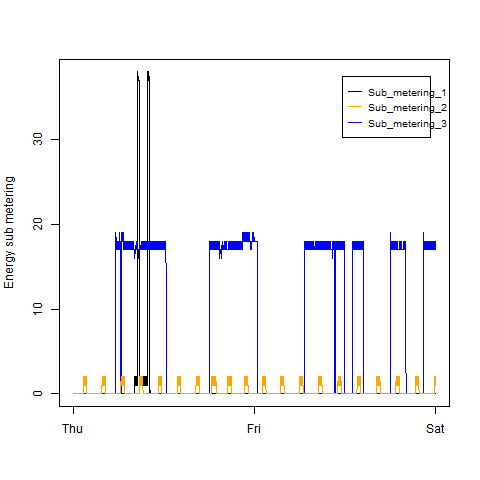 Sub_metering_1
Sub_metering_2
Sub_metering_3
Energy sub metering
30
20
10
0
Thu
Fri
Sat